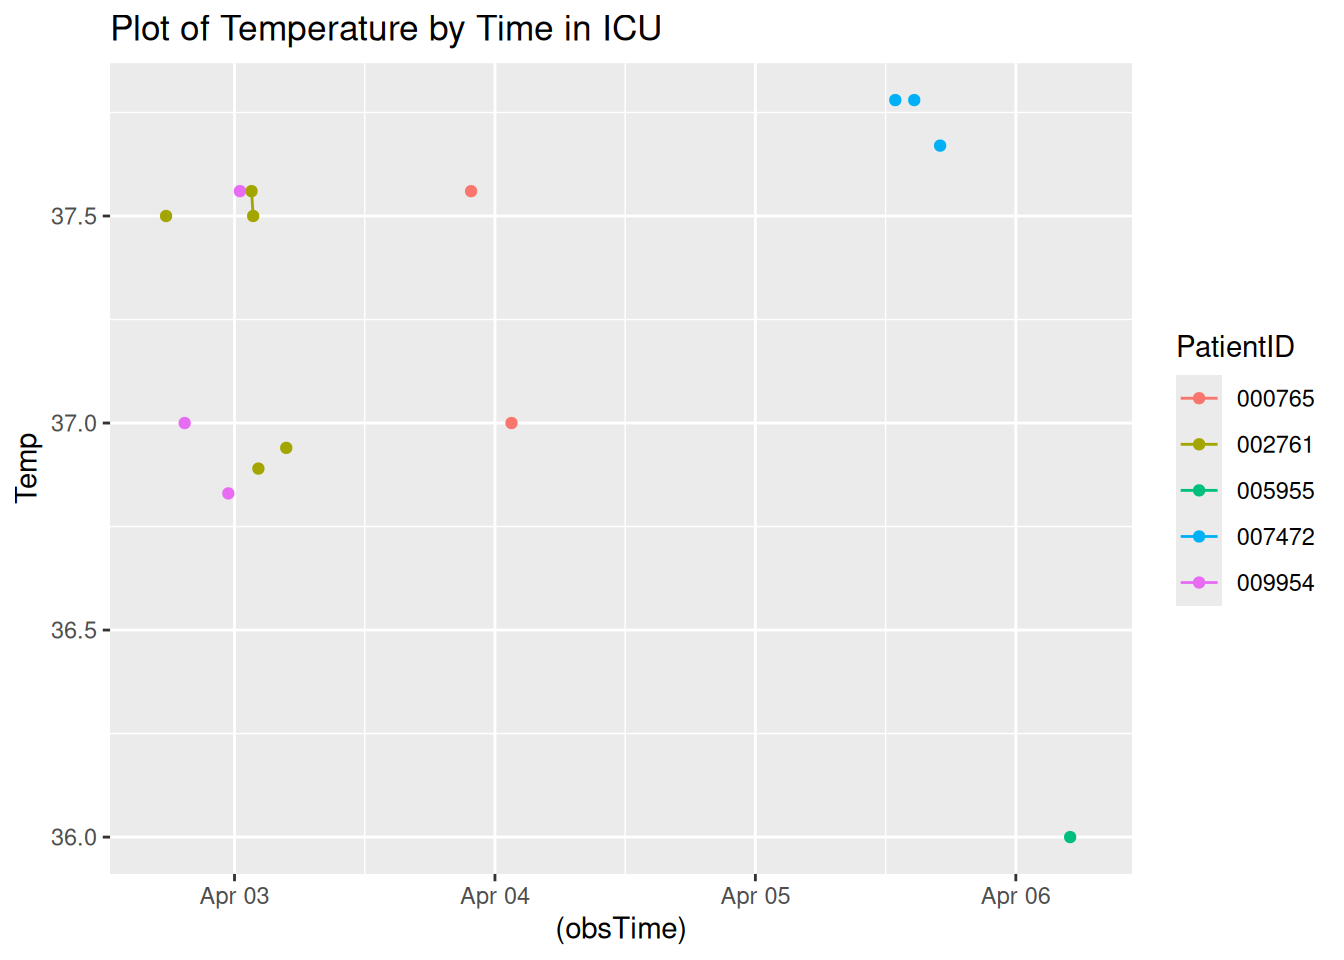 Plot of Temperature by Time in ICU
Temp
37.5
37.0
36.5
36.0
Apr 03
Apr 04
Apr 05
Apr 06
(obsTime)
PatientID
000765
002761
005955
007472
009954